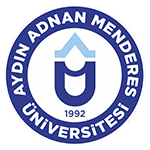 AYDIN ADNAN MENDERES
1992
ÜNİVERSİTESİ